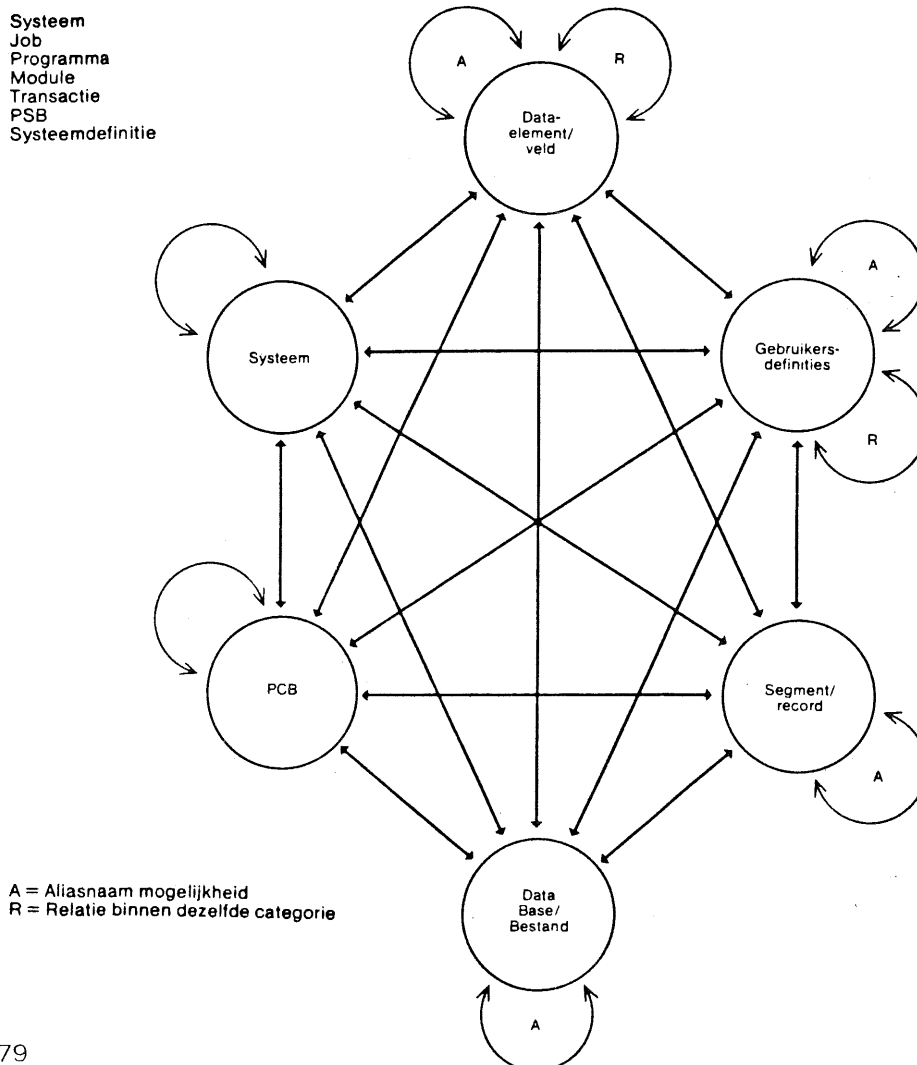 Systeem
Job
Programma
Module
Transactie
PSB
Systeemdefinitie
A
R
Data-
element/
veld
A
Systeem
Gebruikers-
definities
R
PCB
Segment/
record
A
A = Aliasnaam mogelijkheid
R = Relatie binnen dezelfde categorie
Data
Base/
Bestand
A
79